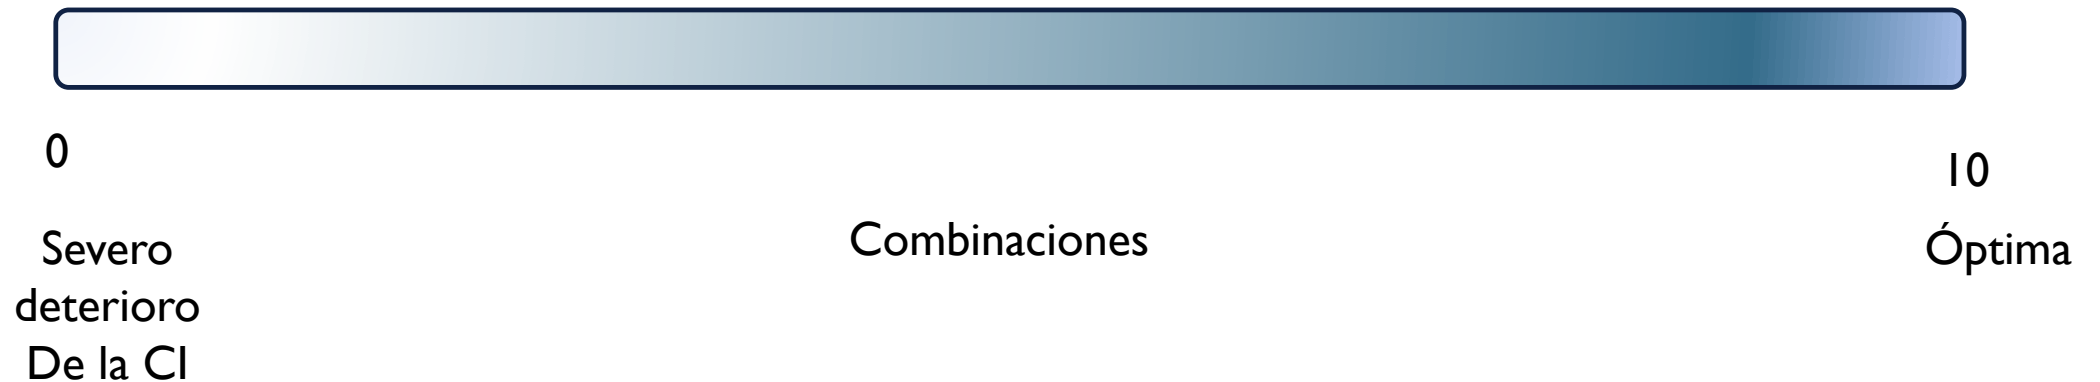 0
10
Severo
deterioro
De la CI
Combinaciones
Óptima